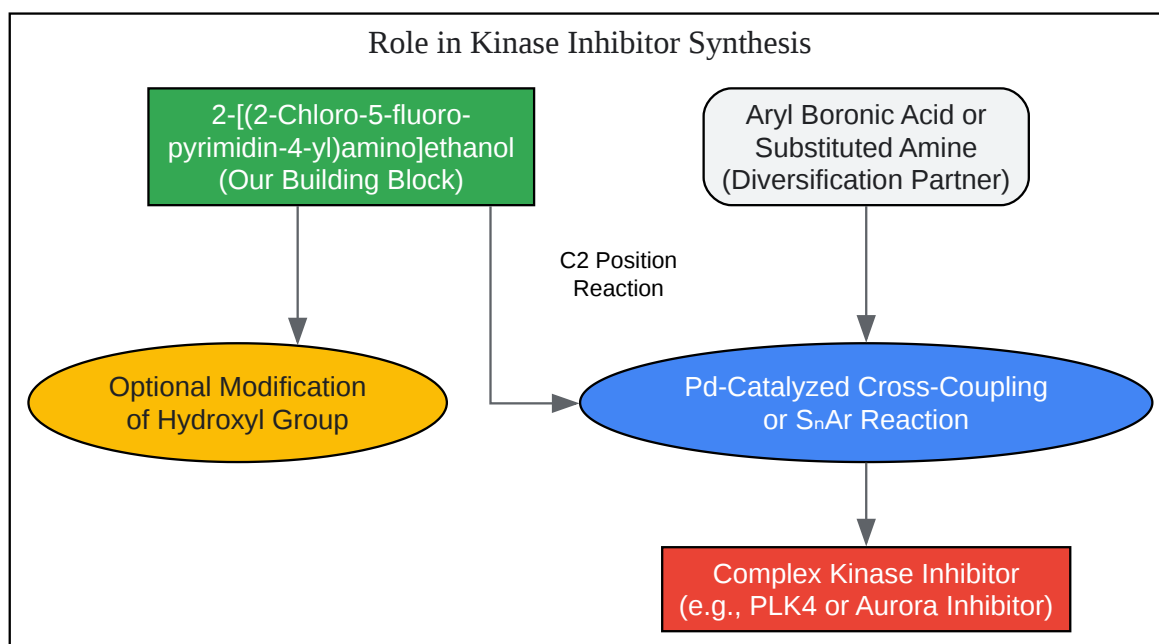 Role in Kinase Inhibitor Synthesis
2-[(2-Chloro-5-fluoro-
pyrimidin-4-yl)amino]ethanol
(Our Building Block)
Aryl Boronic Acid or
Substituted Amine
(Diversification Partner)
C2 Position
Reaction
Optional Modification
of Hydroxyl Group
Pd-Catalyzed Cross-Coupling
or SₙAr Reaction
Complex Kinase Inhibitor
(e.g., PLK4 or Aurora Inhibitor)